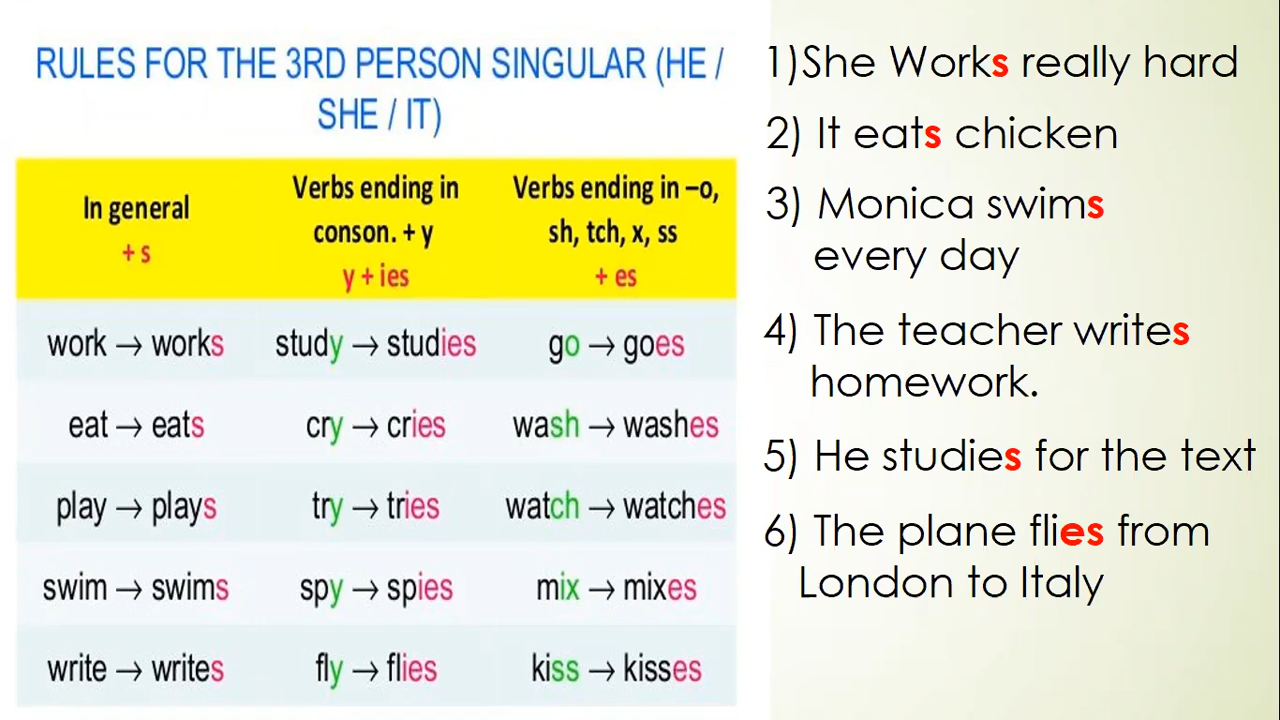 RULES FOR THE 3RD PERSON SINGULAR (HE /
SHE / IT)
In general
+ s
Verbs ending in
conson. + y
y + ies
Verbs ending in –o,
sh, tch, x, ss
+ es
work → works
study → studies
go → goes
eat → eats
cry → cries
wash → washes
play → plays
try → tries
watch → watches
swim → swims
spy → spies
mix → mixes
write → writes
fly → flies
kiss → kisses
1)She Works really hard
2) It eats chicken
3) Monica swims
every day
4) The teacher writes
homework.
5) He studies for the text
6) The plane flies from
London to Italy